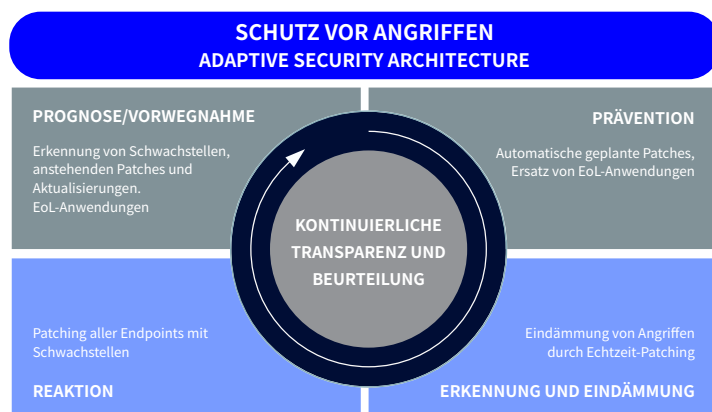 SCHUTZ VOR ANGRIFFEN
ADAPTIVE SECURITY ARCHITECTURE
PROGNOSE/VORWEGNAHME
Erkennung von Schwachstellen,
anstehenden Patches und
Aktualisierungen.
EoL-Anwendungen
PRÄVENTION
Automatische geplante Patches,
Ersatz von EoL-Anwendungen
KONTINUIERLICHE
TRANSPARENZ UND
BEURTEILUNG
Patching aller Endpoints mit
Schwachstellen
REAKTION
Eindämmung von Angriffen
durch Echtzeit-Patching
ERKENNUNG UND EINDÄMMUNG